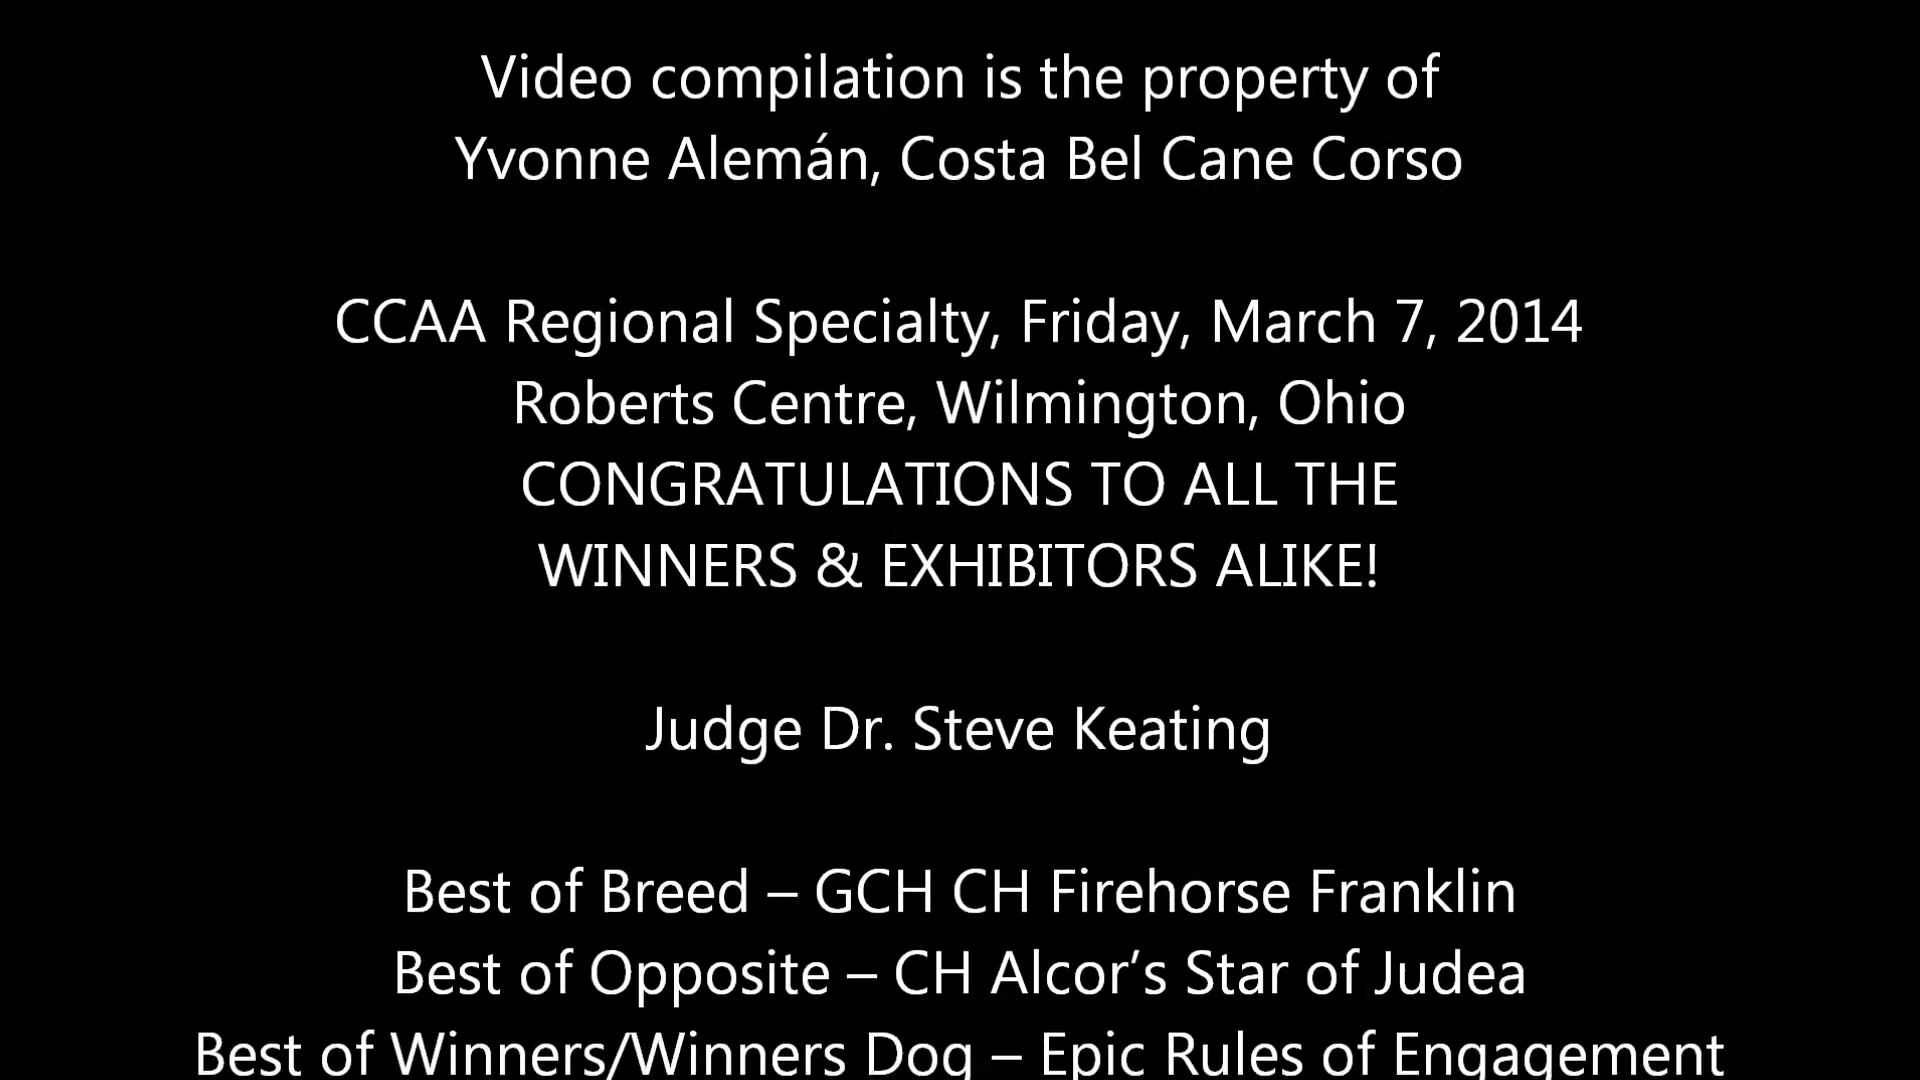 Video compilation is the property of
Yvonne Alemán, Costa Bel Cane Corso
CCAA Regional Specialty, Friday, March 7, 2014
Roberts Centre, Wilmington, Ohio
CONGRATULATIONS TO ALL THE
WINNERS & EXHIBITORS ALIKE!
Judge Dr. Steve Keating
Best of Breed – GCH CH Firehorse Franklin
Best of Opposite – CH Alcor’s Star of Judea
Best of Winners/Winners Dog – Epic Rules of Engagement